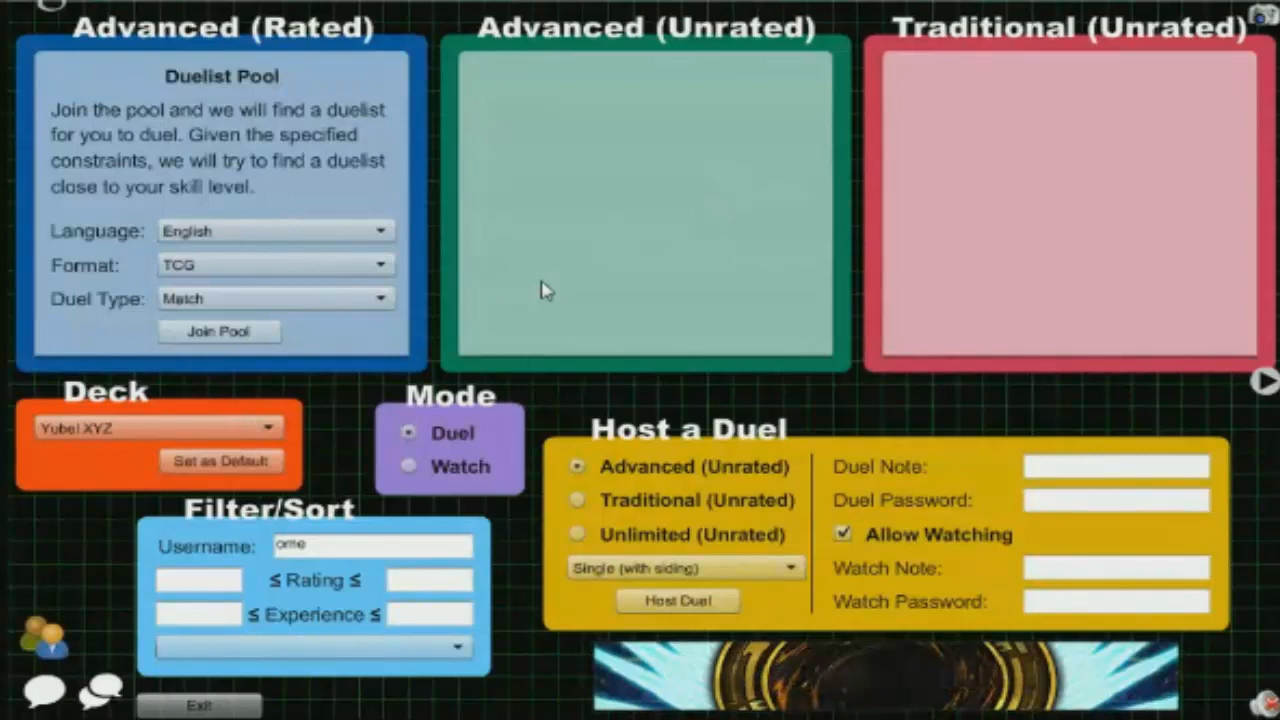 Advanced (Rated)
Advanced (Unrated)
Traditional (Unrated)
Duelist Pool
Join the pool and we will find a duelist
for you to duel. Given the specified
constraints, we will try to find a duelist
close to your skill level.
Language: English
Format: TCG
Duel Type: Match
Join Pool
Deck
Yubel XYZ
Set as Default
Mode
Duel
Watch
Filter/Sort
Username: ome
≤ Rating ≤
≤ Experience ≤
Exit
Host a Duel
Advanced (Unrated)
Traditional (Unrated)
Unlimited (Unrated)
Single (with siding)
Host Duel
Duel Note:
Duel Password:
Allow Watching
Watch Note:
Watch Password: